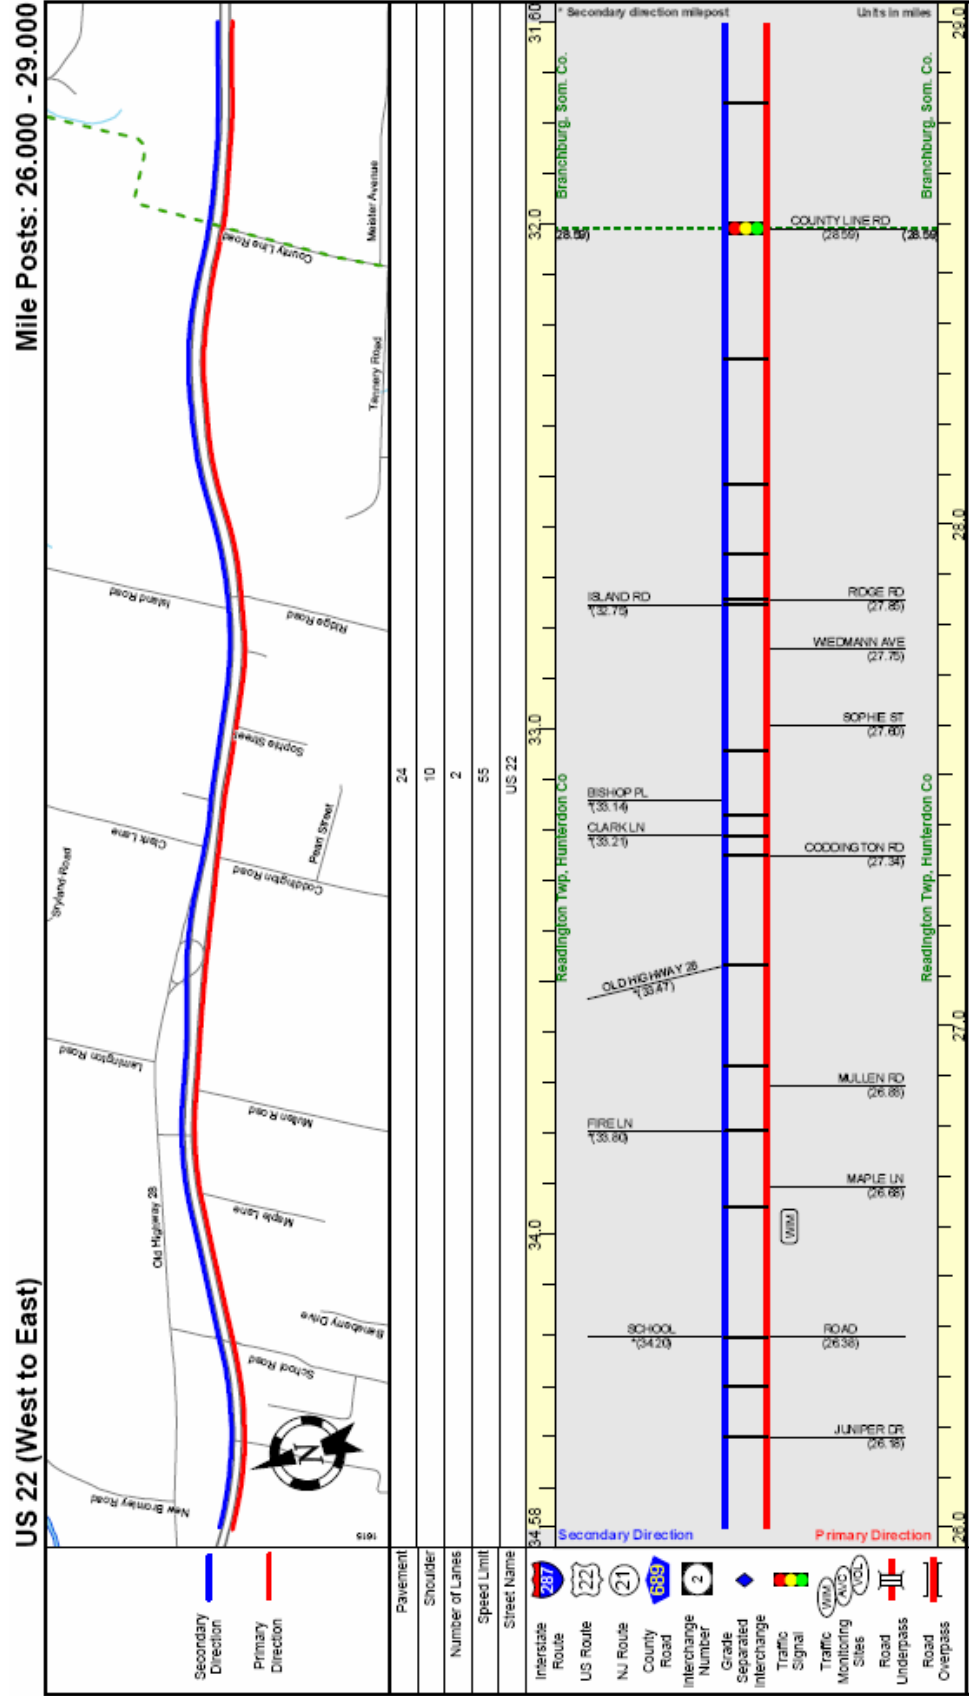 US 22 (West to East)
Mile Posts: 26.000 - 29.000
Secondary
Direction
Primary
Direction
New Bromley Road
Old Highway 28
School Road
Bansberry Drive
Maple Lane
Mullen Road
Lamington Road
Sryland Road
Clark Lane
Coddington Road
Pearl Street
Sophie Street
Island Road
Ridge Road
Tannery Road
County Line Road
Meister Avenue
N
1615
Pavement
24
Shoulder
10
Number of Lanes
2
Speed Limit
55
Street Name
US 22
34.58
34.0
33.0
32.0
31.60
* Secondary direction milepost
Units in miles
Readington Twp, Hunterdon Co
Branchburg, Som. Co.
(28.59)
ISLAND RD
*(32.75)
BISHOP PL
*(33.14)
CLARK LN
*(33.21)
OLD HIGHWAY 28
*(33.47)
FIRE LN
*(33.80)
SCHOOL
*(34.20)
ROAD
(26.38)
Secondary Direction
Primary Direction
JUNIPER DR
(26.18)
WIM
MAPLE LN
(26.68)
MULLEN RD
(26.88)
CODDINGTON RD
(27.34)
SOPHIE ST
(27.60)
WIEDMANN AVE
(27.75)
RIDGE RD
(27.85)
COUNTY LINE RD
(28.59)
(28.59)
Readington Twp, Hunterdon Co
Branchburg, Som. Co.
26.0
27.0
28.0
29.0
Interstate
Route
287
US Route
22
NJ Route
21
County
Road
689
Interchange
Number
2
Grade
Separated
Interchange
Traffic
Signal
Traffic
Monitoring
Sites
WIM
AVC
VOL
Road
Underpass
Road
Overpass